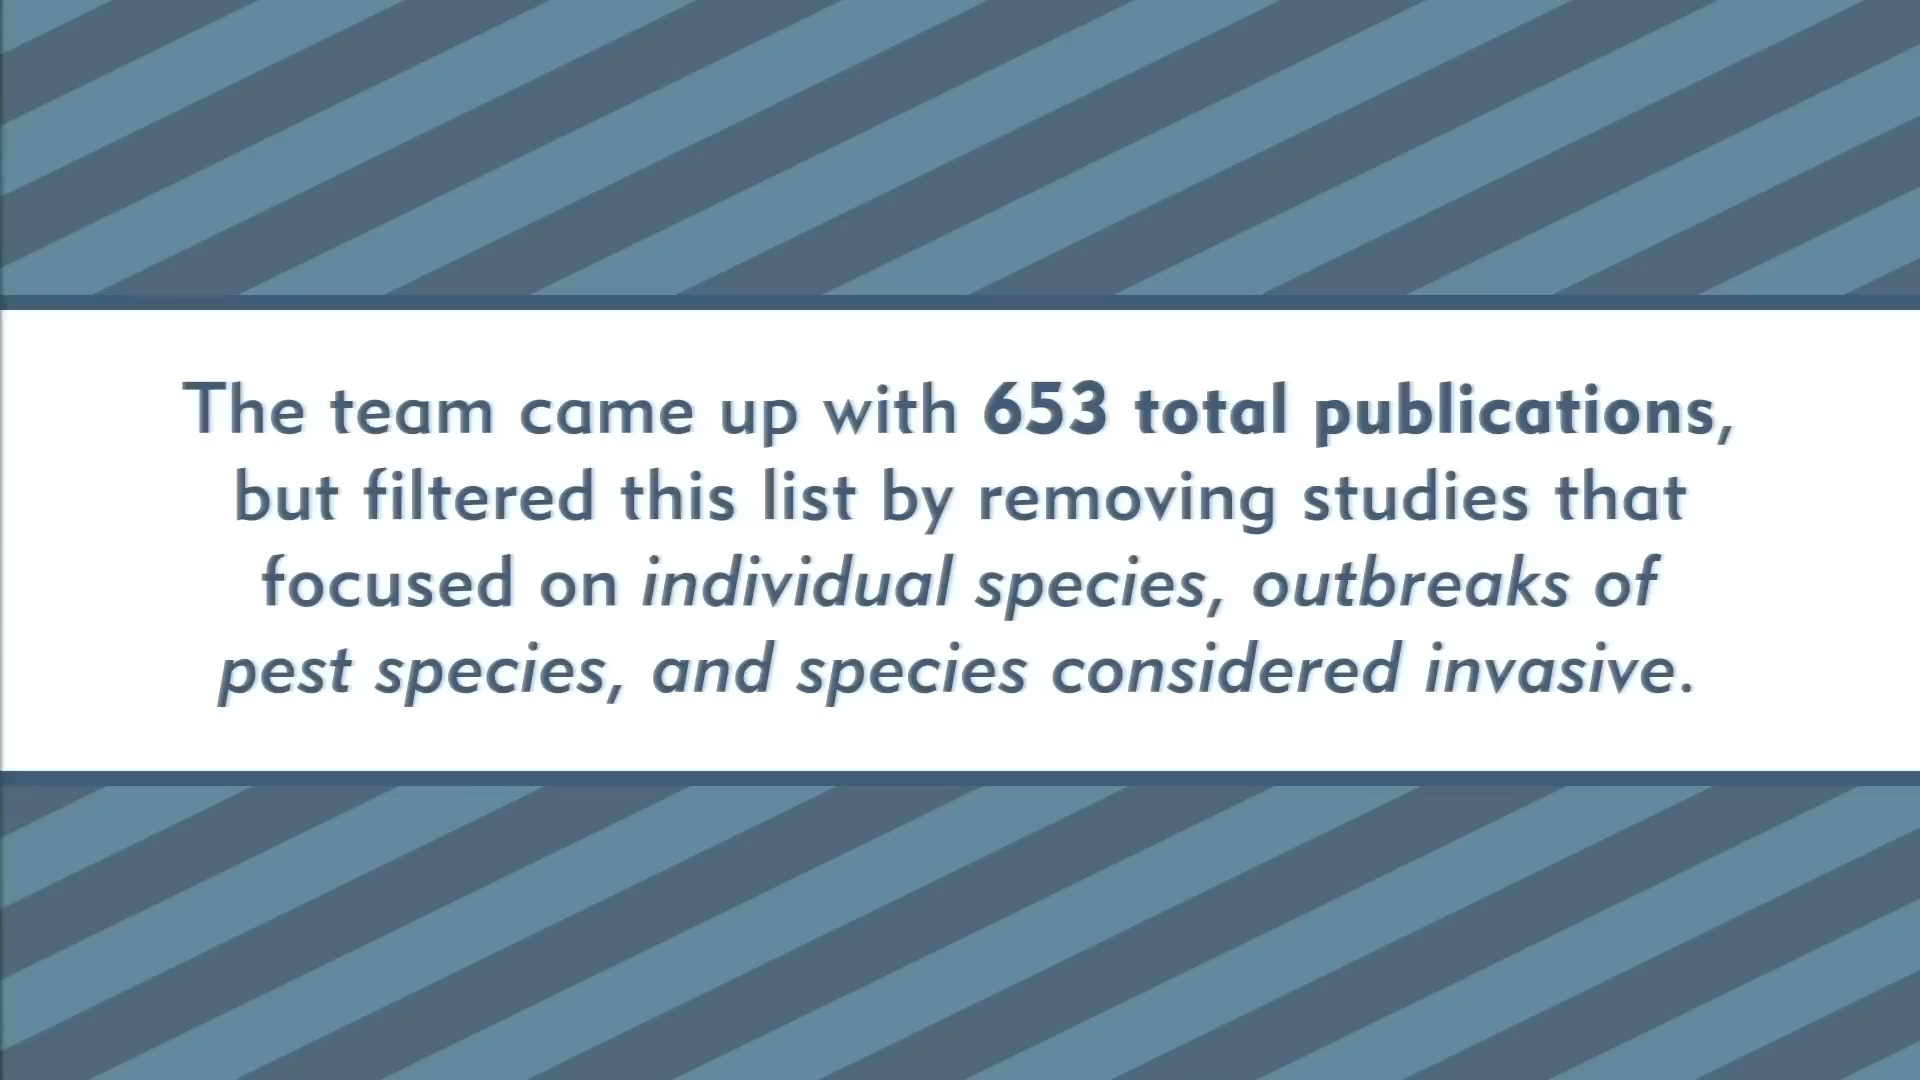 The team came up with 653 total publications,
but filtered this list by removing studies that
focused on individual species, outbreaks of
pest species, and species considered invasive.